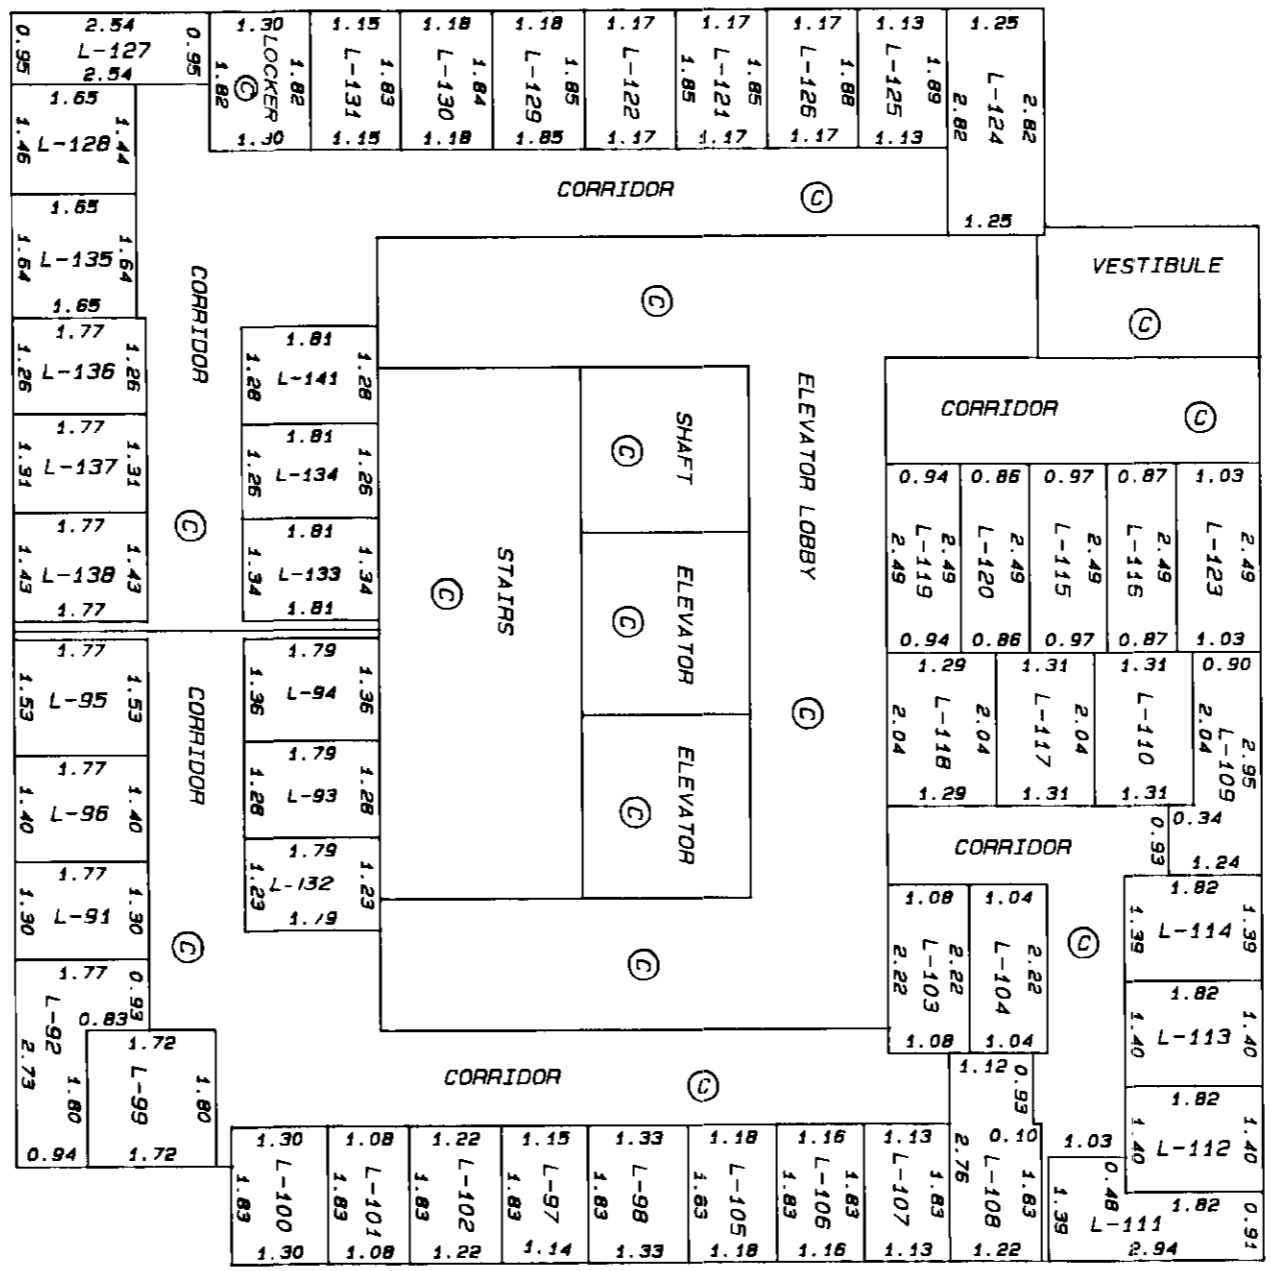 2.54
0.95 L-127 0.95
2.54
1.30
1.82 LOCKER 1.82
C
1.30
1.15
L-131 1.83
1.15
1.18
L-130 1.84
1.18
1.18
L-129 1.85
1.85
1.17
L-122
1.17
1.17
1.85 L-121 1.85
1.17
1.17
L-126 1.88
1.17
1.13
L-125 1.89
1.13
1.25
2.82 L-124 2.82
1.25
1.65
1.46 L-128 1.44
1.65
1.64 L-135 1.64
1.65
CORRIDOR C
VESTIBULE
C
CORRIDOR
C
1.77
1.26 L-136 1.26
1.77
1.31 L-137 1.31
1.77
1.43 L-138 1.43
1.77
1.81
1.28 L-141 1.28
1.81
1.26 L-134 1.26
1.81
1.34 L-133 1.34
1.81
C
ELEVATOR LOBBY
C
STAIRS
C
SHAFT
C
ELEVATOR
C
ELEVATOR
C
CORRIDOR C
0.94
2.49 L-119 2.49
0.94
0.86
L-120 2.49
0.86
0.97
L-115
0.97
0.87
L-116 2.49
0.87
1.03
L-123 2.49
1.03
1.29
2.04 L-118 2.04
1.29
1.31
L-117 2.04
1.31
1.31
L-110
1.31
0.90
2.04 L-109 2.95
0.34
0.93
1.24
1.77
1.53 L-95 1.53
1.77
1.40 L-96 1.40
1.77
1.30 L-91 1.30
1.77
L-92 0.93
0.83
2.73 1.80
0.94
CORRIDOR
C
1.79
1.36 L-94 1.36
1.79
1.28 L-93 1.28
1.79
1.23 L-132 1.23
1.79
C
CORRIDOR
C
1.08
2.22 L-103 2.22
1.08
1.04
L-104 2.22
1.04
1.82
1.39 L-114 1.39
1.82
1.40 L-113 1.40
1.82
1.40 L-112 1.40
1.72
L-99 1.80
1.72
CORRIDOR C
1.30
1.83 L-100
1.30
1.08
1.83 L-101
1.08
1.22
1.83 L-102
1.22
1.15
1.83 L-97
1.14
1.33
1.83 L-98
1.33
1.18
1.83 L-105
1.18
1.16
1.83 L-106 1.83
1.16
1.13
L-107 1.83
1.13
1.12
0.93
0.10
2.76 L-108 1.83
1.22
1.03
0.48 1.82
1.39 L-111 0.91
2.94